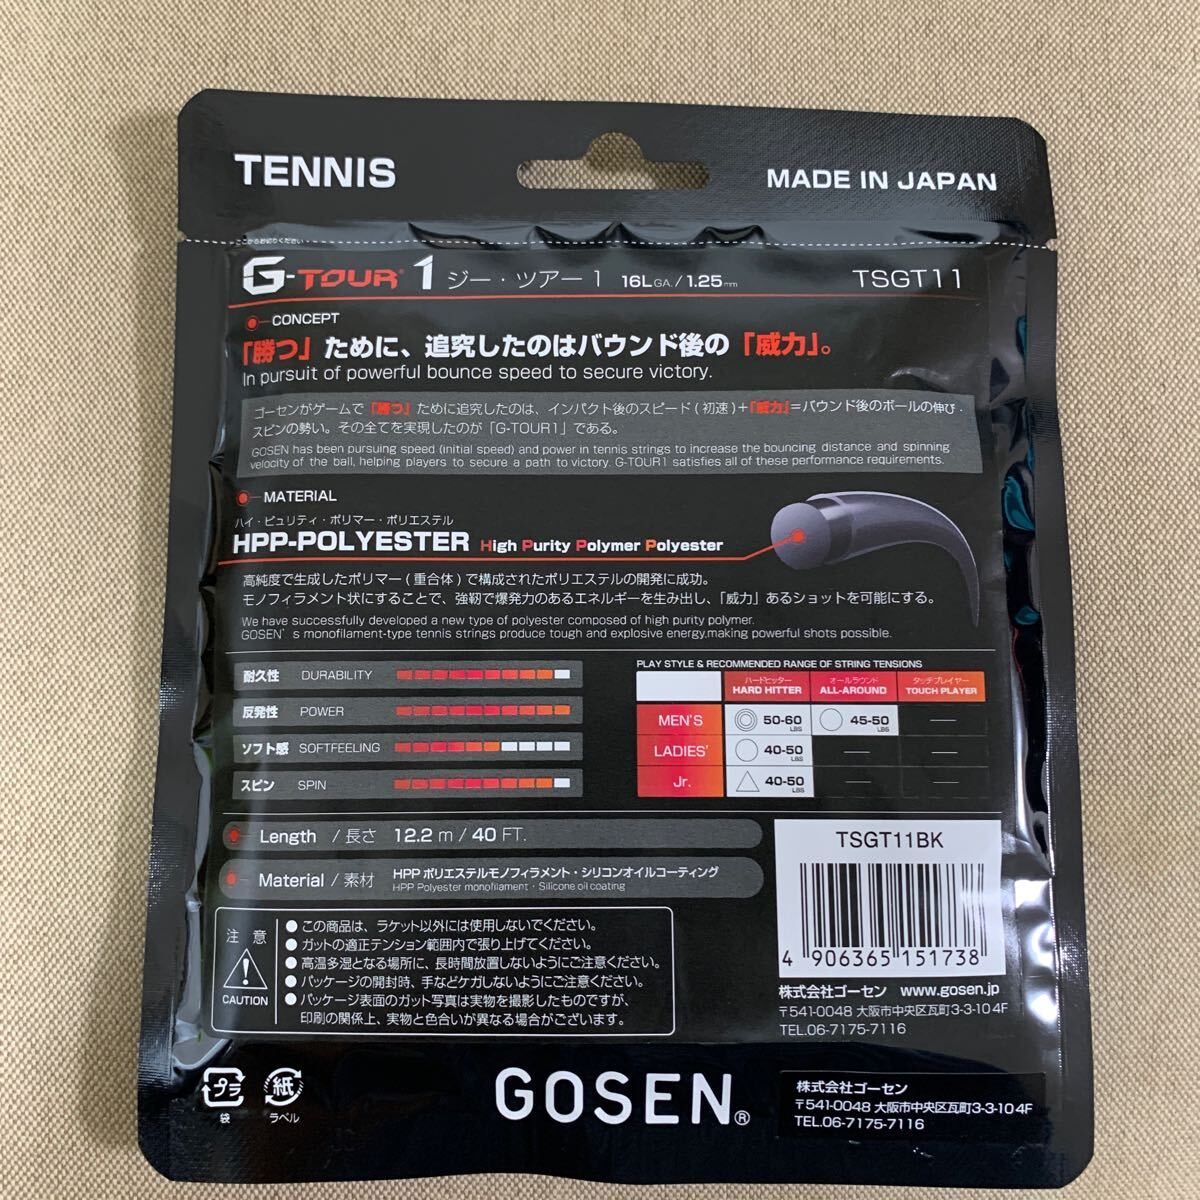 TENNIS
MADE IN JAPAN
ここからお切りください
G-TOUR® 1 ジー・ツアー 1 16L GA. / 1.25mm TSGT11
CONCEPT
「勝つ」ために、追究したのはバウンド後の「威力」。
In pursuit of powerful bounce speed to secure victory.
ゴーセンがゲームで「勝つ」ために追究したのは、インパクト後のスピード(初速)+「威力」=バウンド後のボールの伸び・
スピンの勢い。その全てを実現したのが「G-TOUR1」である。
GOSEN has been pursuing speed (initial speed) and power in tennis strings to increase the bouncing distance and spinning
velocity of the ball, helping players to secure a path to victory. G-TOUR1 satisfies all of these performance requirements.
MATERIAL
ハイ・ピュリティ・ポリマー・ポリエステル
HPP-POLYESTER High Purity Polymer Polyester
高純度で生成したポリマー(重合体)で構成されたポリエステルの開発に成功。
モノフィラメント状にすることで、強靭で爆発力のあるエネルギーを生み出し、「威力」あるショットを可能にする。
We have successfully developed a new type of polyester composed of high purity polymer.
GOSEN's monofilament-type tennis strings produce tough and explosive energy,making powerful shots possible.
耐久性 DURABILITY
反発性 POWER
ソフト感 SOFTFEELING
スピン SPIN
PLAY STYLE & RECOMMENDED RANGE OF STRING TENSIONS
ハードヒッター オールラウンド タッチプレイヤー
HARD HITTER ALL-AROUND TOUCH PLAYER
MEN'S ◎ 50-60 LBS ○ 45-50 LBS —
LADIES' ○ 40-50 LBS — —
Jr. △ 40-50 LBS — —
Length / 長さ 12.2 m / 40 FT.
Material / 素材 HPP ポリエステルモノフィラメント・シリコンオイルコーティング
HPP Polyester monofilament・Silicone oil coating
注意
CAUTION
● この商品は、ラケット以外には使用しないでください。
● ガットの適正テンション範囲内で張り上げてください。
● 高温多湿となる場所に、長時間放置しないようにご注意ください。
● パッケージの開封時、手などケガしないようにご注意ください。
● パッケージ表面のガット写真は実物を撮影したものですが、
印刷の関係上、実物と色合いが異なる場合がございます。
TSGT11BK
4 906365 151738
株式会社ゴーセン www.gosen.jp
〒541-0048 大阪市中央区瓦町3-3-10 4F
TEL.06-7175-7116
プラ
袋
紙
ラベル
GOSEN®
株式会社ゴーセン
〒541-0048 大阪市中央区瓦町3-3-10 4F
TEL.06-7175-7116